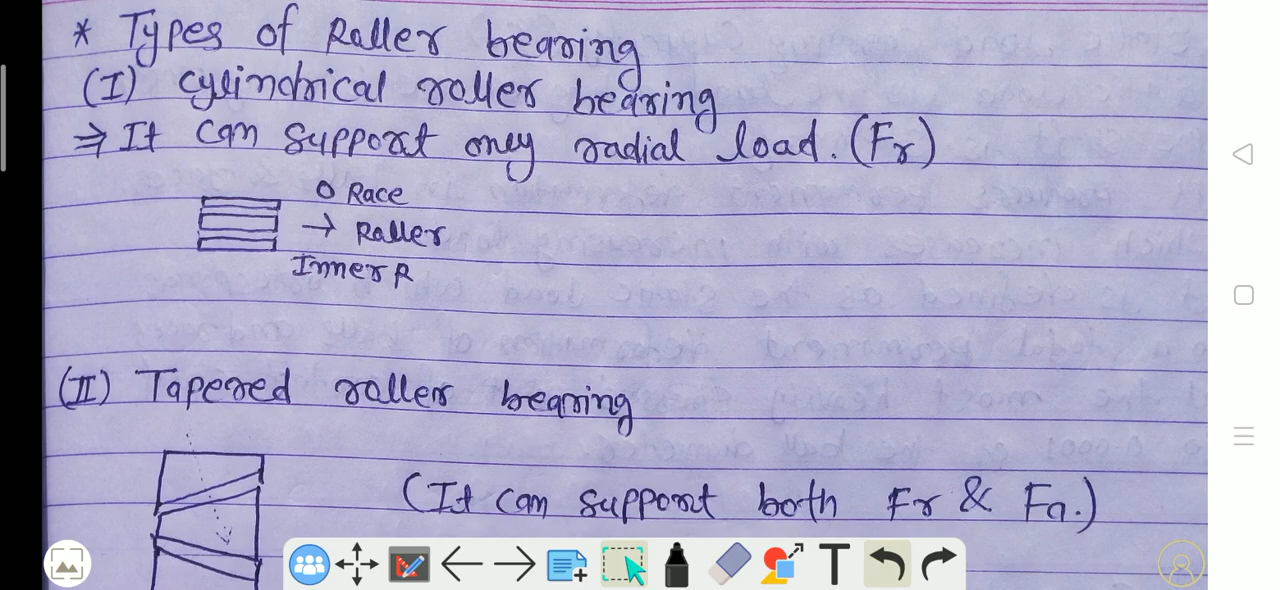 * Types of Roller bearing
(I) cylindrical roller bearing
⇒ It can support only radial load. (Fr)
O Race
→ Roller
Inner R
(II) Tapered roller bearing
(It can support both Fr & Fa.)
T